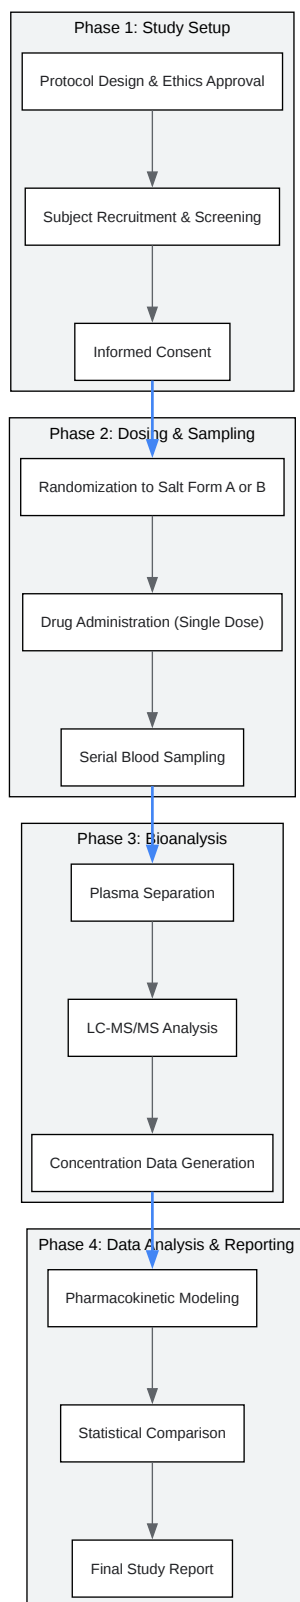 Phase 1: Study Setup
Protocol Design & Ethics Approval
Subject Recruitment & Screening
Informed Consent
Phase 2: Dosing & Sampling
Randomization to Salt Form A or B
Drug Administration (Single Dose)
Serial Blood Sampling
Phase 3: Bioanalysis
Plasma Separation
LC-MS/MS Analysis
Concentration Data Generation
Phase 4: Data Analysis & Reporting
Pharmacokinetic Modeling
Statistical Comparison
Final Study Report